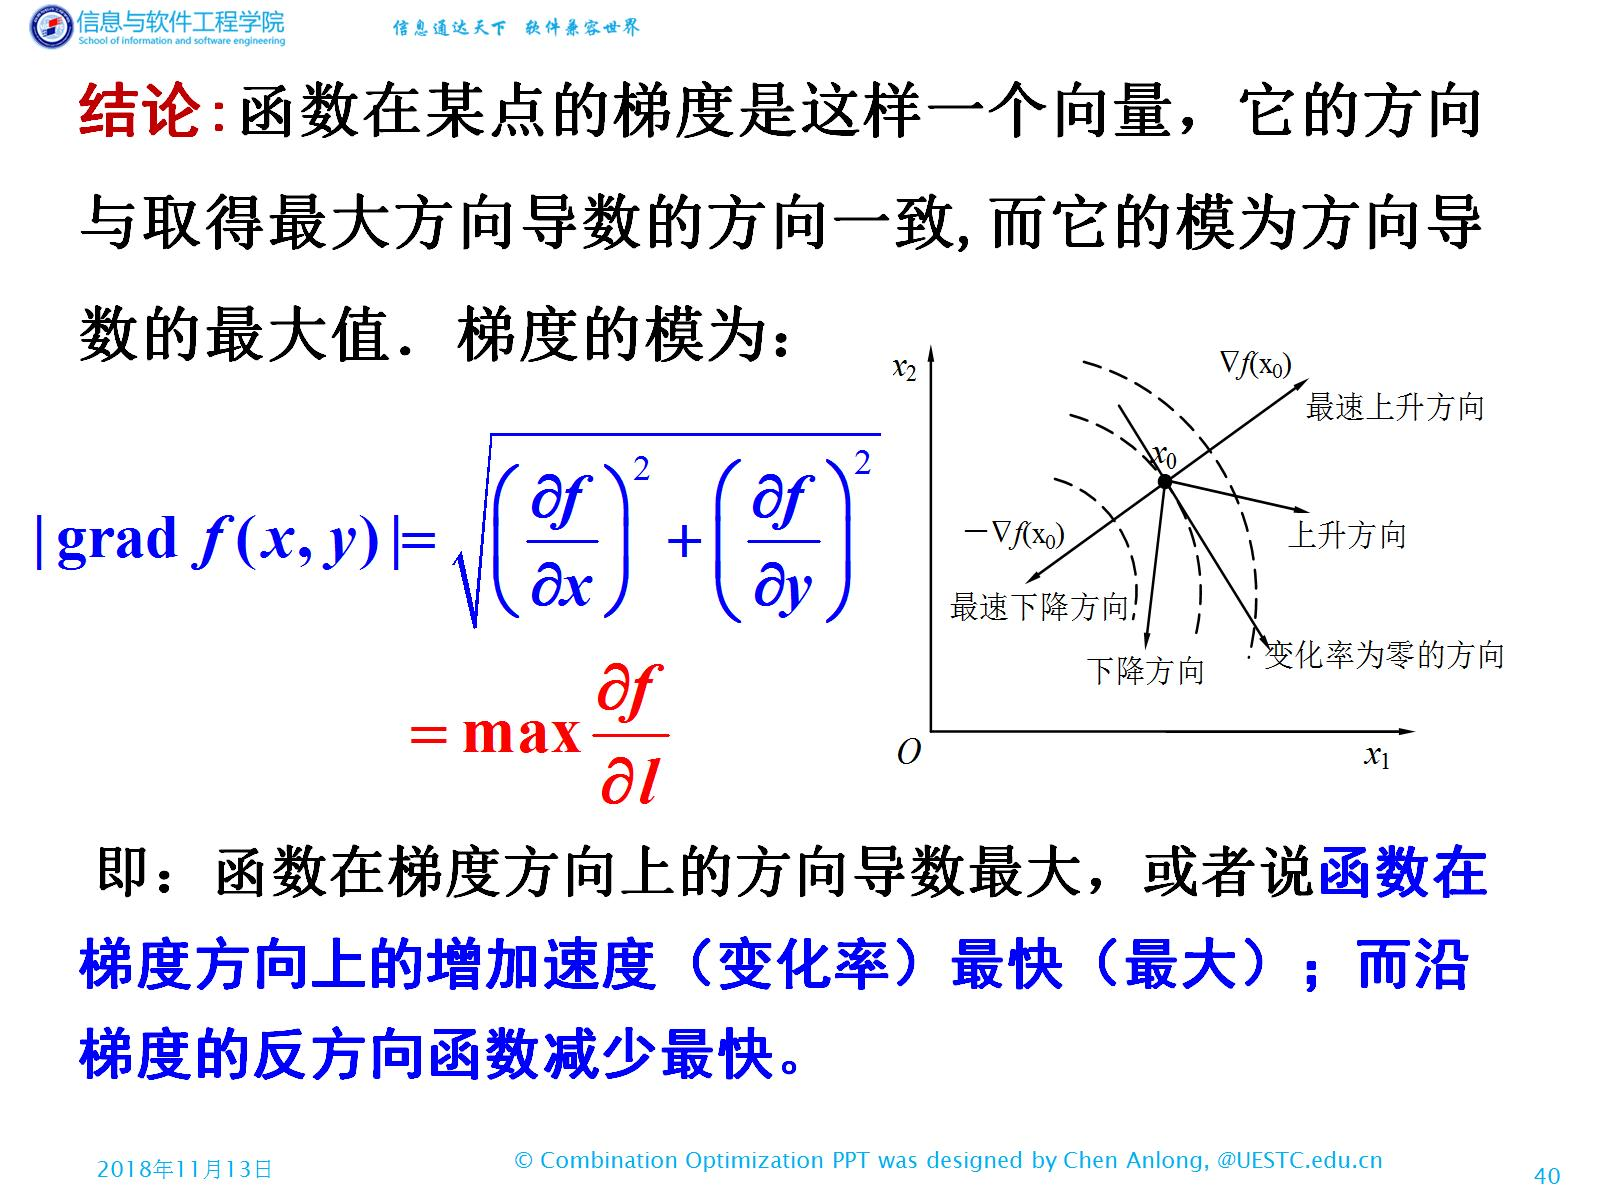 信息与软件工程学院
School of information and software engineering
信息通达天下 软件兼容世界
结论:函数在某点的梯度是这样一个向量，它的方向
与取得最大方向导数的方向一致,而它的模为方向导
数的最大值．梯度的模为：
|grad f(x, y)|= √((∂f/∂x)² + (∂f/∂y)²)
= max ∂f/∂l
x₂
∇f(x₀)
最速上升方向
x₀
上升方向
－∇f(x₀)
最速下降方向
下降方向
变化率为零的方向
O
x₁
即：函数在梯度方向上的方向导数最大，或者说函数在
梯度方向上的增加速度（变化率）最快（最大）；而沿
梯度的反方向函数减少最快。
2018年11月13日
© Combination Optimization PPT was designed by Chen Anlong, @UESTC.edu.cn
40